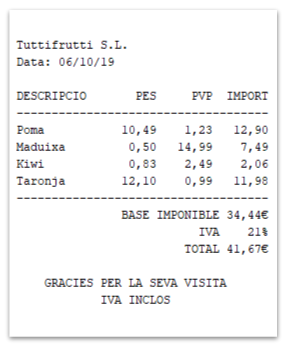 Tuttifrutti S.L.
Data: 06/10/19
DESCRIPCIO PES PVP IMPORT
Poma 10,49 1,23 12,90
Maduixa 0,50 14,99 7,49
Kiwi 0,83 2,49 2,06
Taronja 12,10 0,99 11,98
BASE IMPONIBLE 34,44€
IVA 21%
TOTAL 41,67€
GRACIES PER LA SEVA VISITA
IVA INCLOS